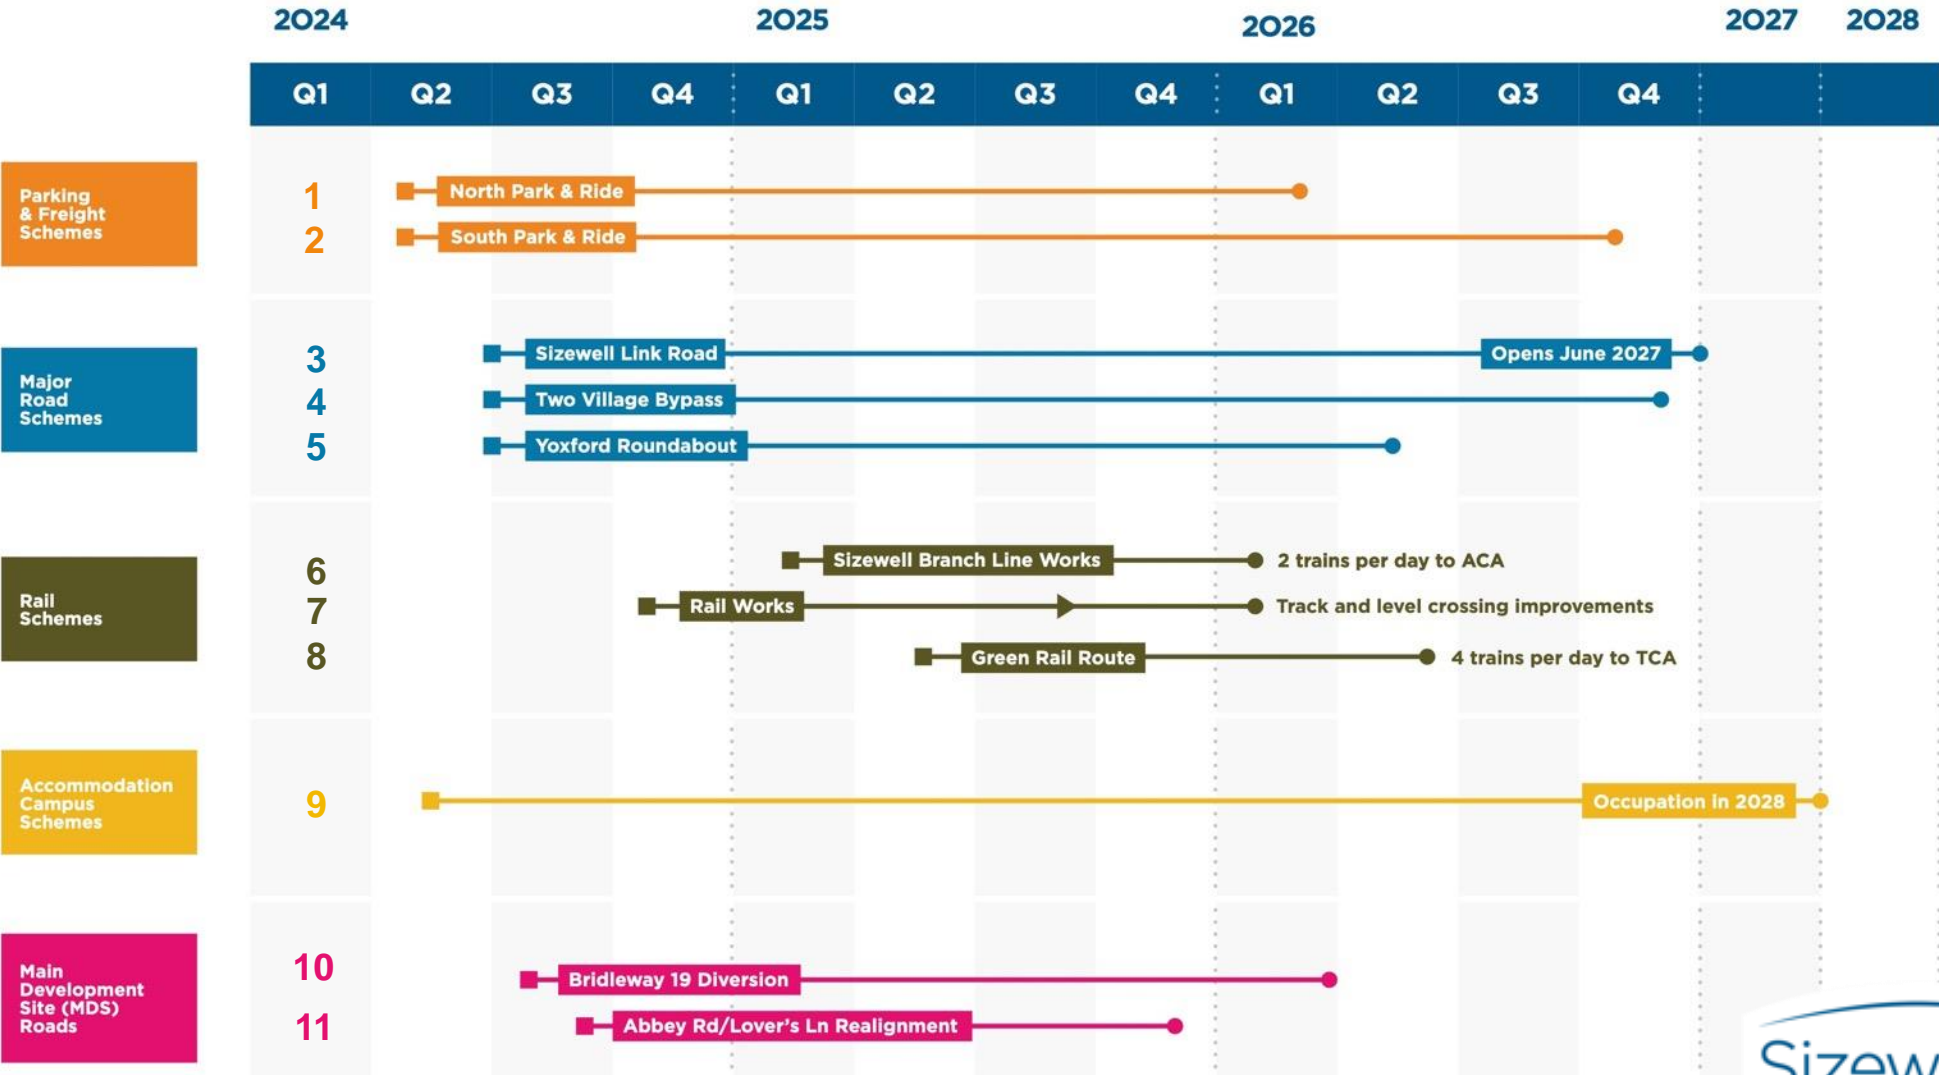 2024 2025 2026 2027 2028
Q1 Q2 Q3 Q4 Q1 Q2 Q3 Q4 Q1 Q2 Q3 Q4
Parking
& Freight
Schemes
1 North Park & Ride
2 South Park & Ride
Major
Road
Schemes
3 Sizewell Link Road Opens June 2027
4 Two Village Bypass
5 Yoxford Roundabout
Rail
Schemes
6 Sizewell Branch Line Works 2 trains per day to ACA
7 Rail Works Track and level crossing improvements
8 Green Rail Route 4 trains per day to TCA
Accommodation
Campus
Schemes
9 Occupation in 2028
Main
Development
Site (MDS)
Roads
10 Bridleway 19 Diversion
11 Abbey Rd/Lover's Ln Realignment